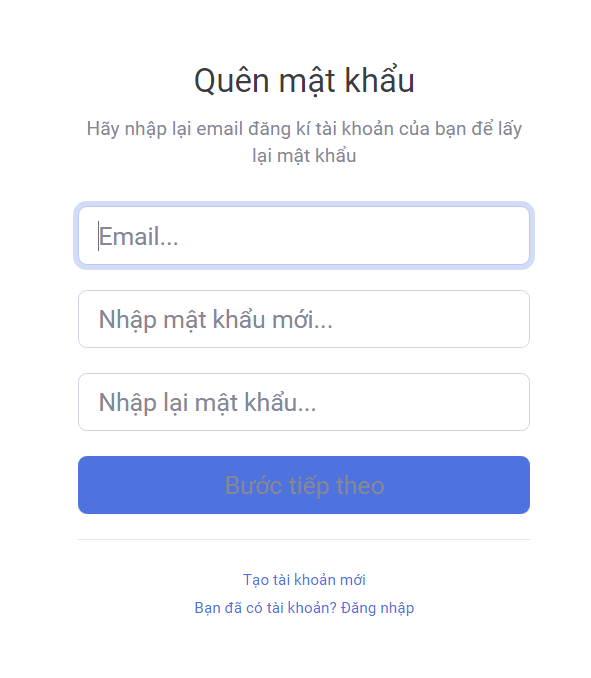 Quên mật khẩu
Hãy nhập lại email đăng kí tài khoản của bạn để lấy
lại mật khẩu
Email...
Nhập mật khẩu mới...
Nhập lại mật khẩu...
Bước tiếp theo
Tạo tài khoản mới
Bạn đã có tài khoản? Đăng nhập